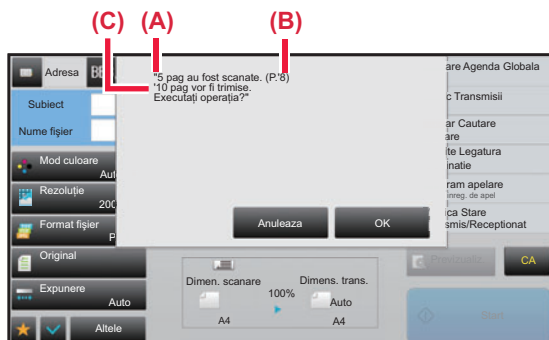 (C) (A) (B)
Adresa
"5 pag au fost scanate. (P.'8)
'10 pag vor fi trimise.
Executați operația?"
Subiect
Nume fișier
Mod culoare
Rezoluție
200
Format fișier
P
Original
Expunere
Auto
Altele
Anuleaza
OK
Dimen. scanare
100%
Dimens. trans.
Auto
A4
A4
are Agenda Globala
c Transmisii
ar Cautare
are
te Legatura
inatie
ram apelare
inreg. de apel
ica Stare
smis/Receptionat
CA
Start